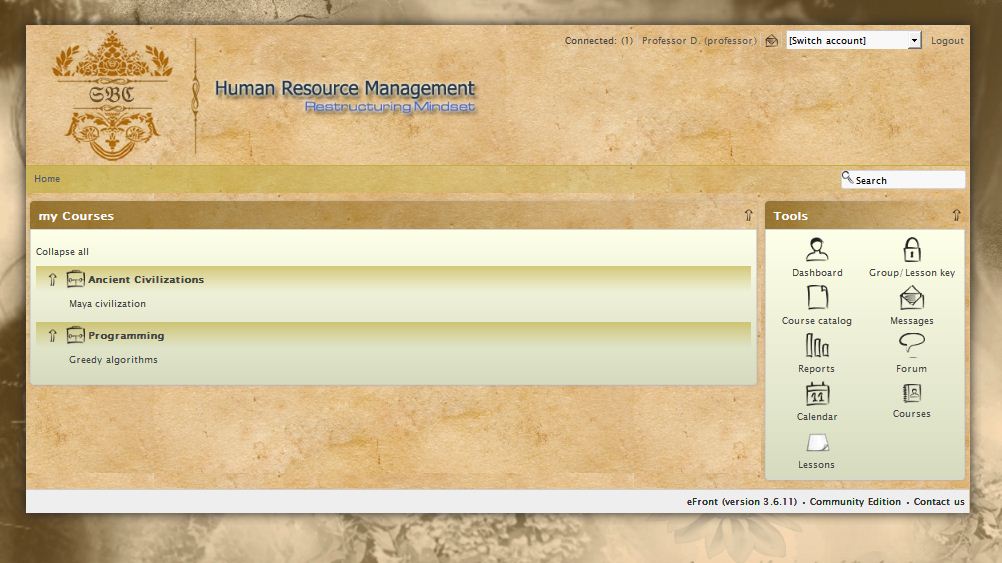 Connected: (1) Professor D. (professor) [Switch account] Logout
SBC
Human Resource Management
Restructuring Mindset
Home
Search
my Courses
Collapse all
Ancient Civilizations
Maya civilization
Programming
Greedy algorithms
Tools
Dashboard Group/Lesson key
Course catalog Messages
Reports Forum
11
Calendar Courses
Lessons
eFront (version 3.6.11) • Community Edition • Contact us